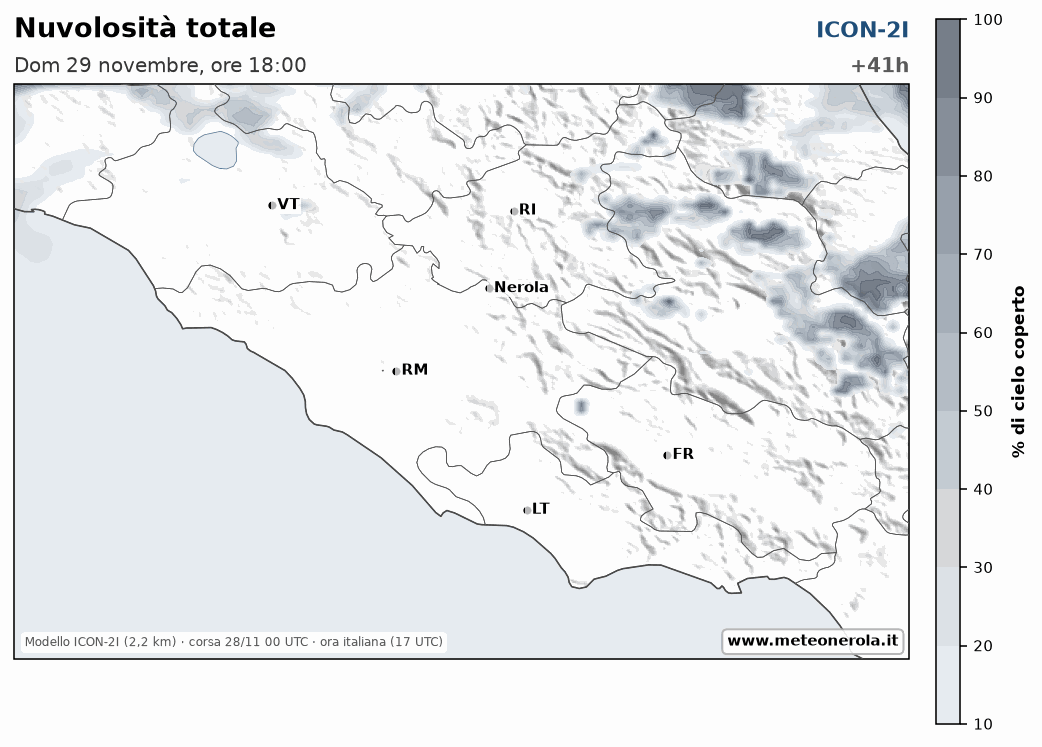 Nuvolosità totale
ICON-2I
Dom 29 novembre, ore 18:00
+41h
100
90
80
70
60
50
40
30
20
10
% di cielo coperto
VT
RI
Nerola
RM
FR
LT
Modello ICON-2I (2,2 km) · corsa 28/11 00 UTC · ora italiana (17 UTC)
www.meteonerola.it